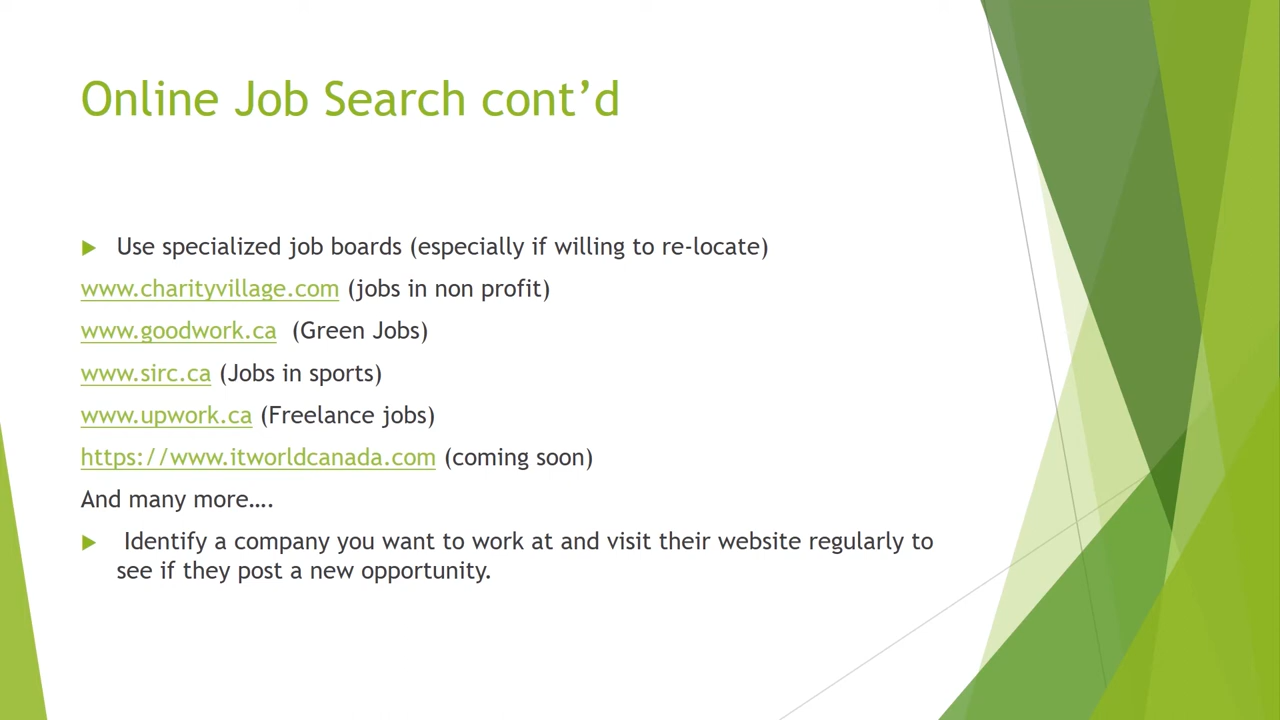 Online Job Search cont’d
Use specialized job boards (especially if willing to re-locate)
www.charityvillage.com (jobs in non profit)
www.goodwork.ca  (Green Jobs)
www.sirc.ca (Jobs in sports)
www.upwork.ca (Freelance jobs)
https://www.itworldcanada.com (coming soon)
And many more….
Identify a company you want to work at and visit their website regularly to
see if they post a new opportunity.